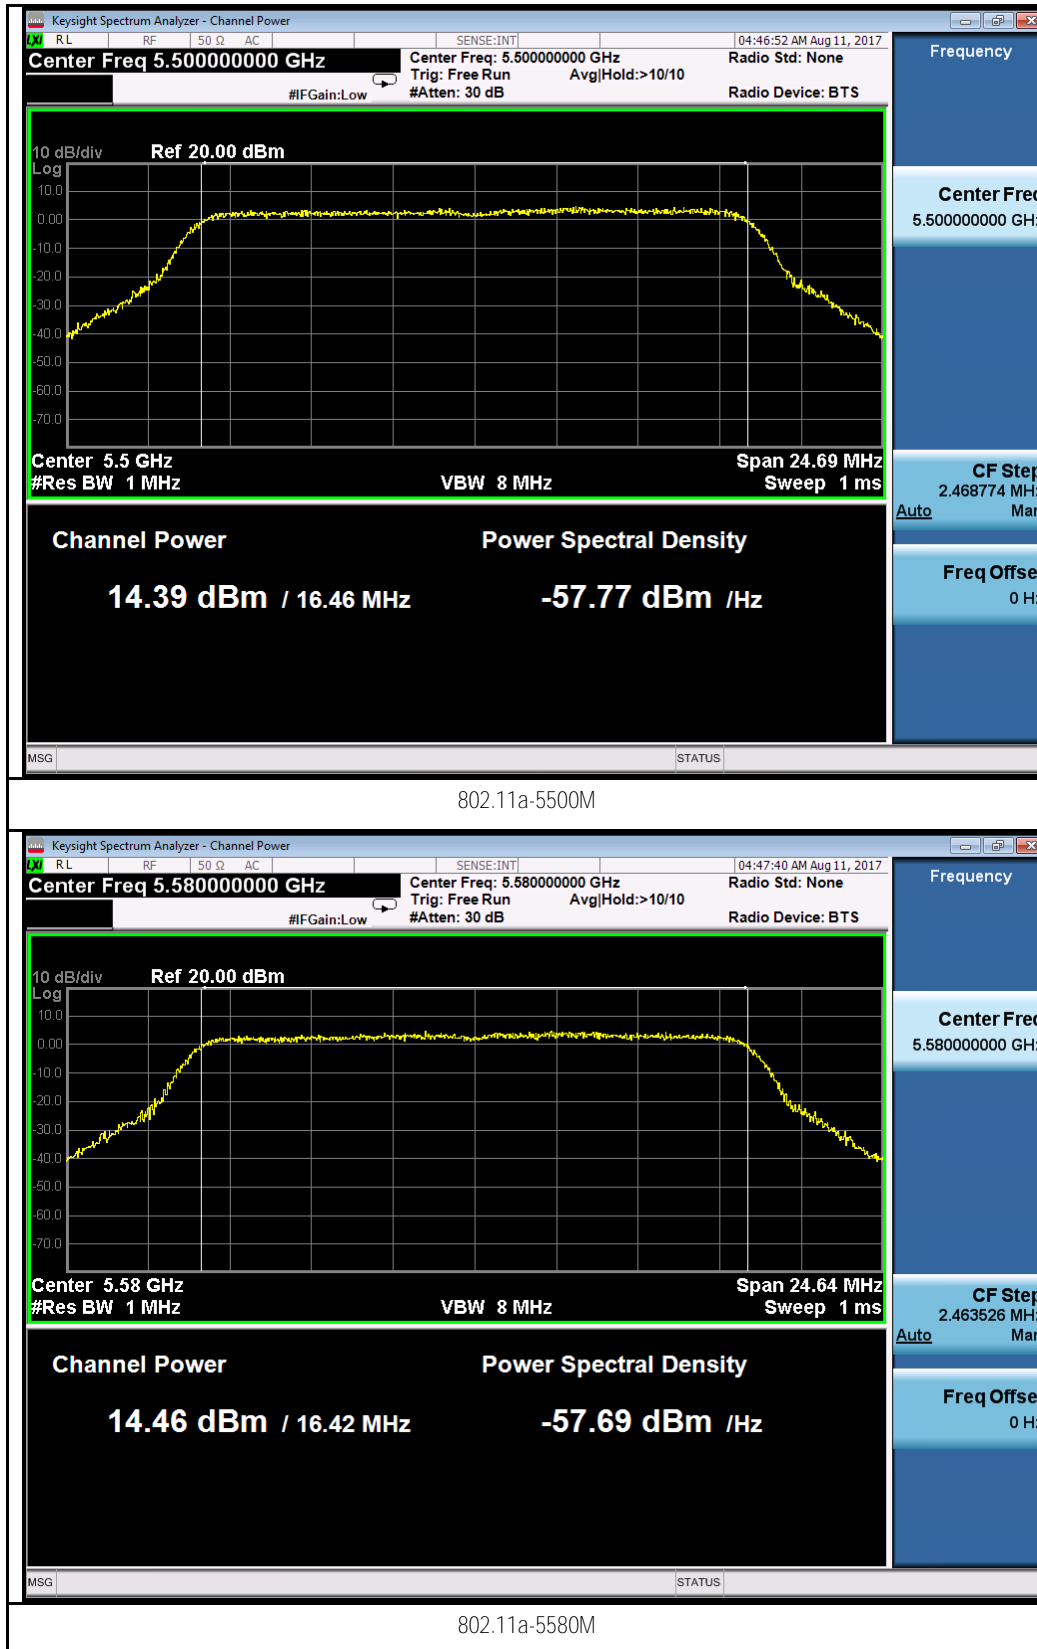 Keysight Spectrum Analyzer - Channel Power
LXI RL RF 50 Ω AC SENSE:INT 04:46:52 AM Aug 11, 2017
Center Freq 5.500000000 GHz
Center Freq: 5.500000000 GHz
Radio Std: None
Trig: Free Run Avg|Hold:>10/10
#IFGain:Low
#Atten: 30 dB
Radio Device: BTS
Frequency
10 dB/div Ref 20.00 dBm
Log
10.0
0.00
-10.0
-20.0
-30.0
-40.0
-50.0
-60.0
-70.0
Center 5.5 GHz Span 24.69 MHz
#Res BW 1 MHz VBW 8 MHz Sweep 1 ms
Center Freq
5.500000000 GHz
CF Step
2.468774 MHz
Auto Man
Freq Offse
0 Hz
Channel Power Power Spectral Density
14.39 dBm / 16.46 MHz -57.77 dBm /Hz
MSG STATUS
802.11a-5500M
Keysight Spectrum Analyzer - Channel Power
LXI RL RF 50 Ω AC SENSE:INT 04:47:40 AM Aug 11, 2017
Center Freq 5.580000000 GHz
Center Freq: 5.580000000 GHz
Radio Std: None
Trig: Free Run Avg|Hold:>10/10
#IFGain:Low
#Atten: 30 dB
Radio Device: BTS
Frequency
10 dB/div Ref 20.00 dBm
Log
10.0
0.00
-10.0
-20.0
-30.0
-40.0
-50.0
-60.0
-70.0
Center 5.58 GHz Span 24.64 MHz
#Res BW 1 MHz VBW 8 MHz Sweep 1 ms
Center Freq
5.580000000 GHz
CF Step
2.463526 MHz
Auto Man
Freq Offse
0 Hz
Channel Power Power Spectral Density
14.46 dBm / 16.42 MHz -57.69 dBm /Hz
MSG STATUS
802.11a-5580M